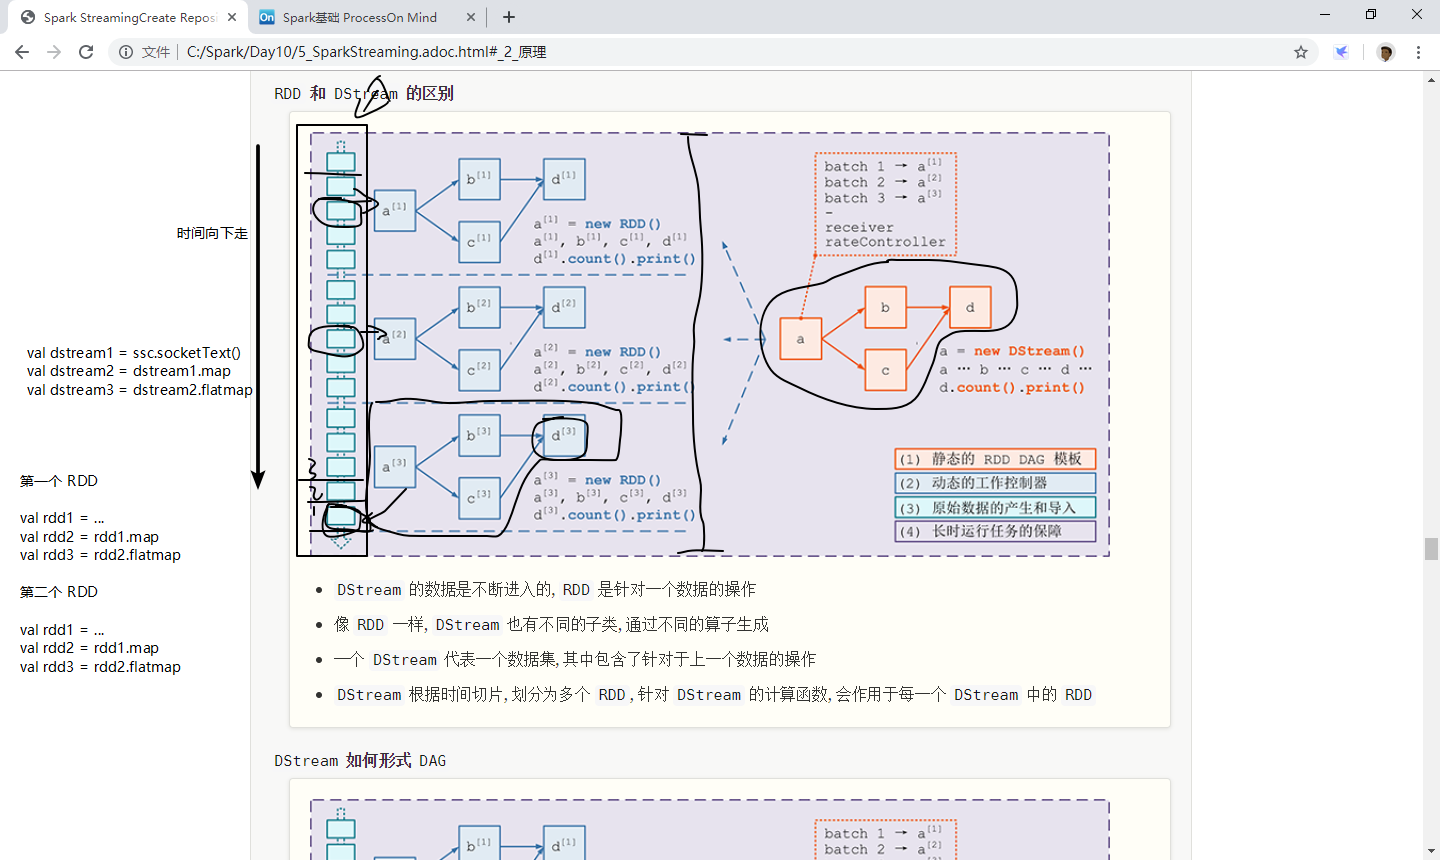 Spark StreamingCreate Reposi
Spark基础 ProcessOn Mind
文件 C:/Spark/Day10/5_SparkStreaming.adoc.html#_2_原理
RDD 和 DStream 的区别
时间向下走
val dstream1 = ssc.socketText()
val dstream2 = dstream1.map
val dstream3 = dstream2.flatmap
第一个 RDD
val rdd1 = ...
val rdd2 = rdd1.map
val rdd3 = rdd2.flatmap
第二个 RDD
val rdd1 = ...
val rdd2 = rdd1.map
val rdd3 = rdd2.flatmap
3
2
1
a[1]
b[1]
c[1]
d[1]
a[1] = new RDD()
a[1], b[1], c[1], d[1]
d[1].count().print()
a[2]
b[2]
c[2]
d[2]
a[2] = new RDD()
a[2], b[2], c[2], d[2]
d[2].count().print()
a[3]
b[3]
c[3]
d[3]
a[3] = new RDD()
a[3], b[3], c[3], d[3]
d[3].count().print()
batch 1 → a[1]
batch 2 → a[2]
batch 3 → a[3]
-
receiver
rateController
a
b
c
d
a = new DStream()
a … b … c … d …
d.count().print()
(1) 静态的 RDD DAG 模板
(2) 动态的工作控制器
(3) 原始数据的产生和导入
(4) 长时运行任务的保障
DStream 的数据是不断进入的, RDD 是针对一个数据的操作
像 RDD 一样, DStream 也有不同的子类, 通过不同的算子生成
一个 DStream 代表一个数据集, 其中包含了针对于上一个数据的操作
DStream 根据时间切片, 划分为多个 RDD, 针对 DStream 的计算函数, 会作用于每一个 DStream 中的 RDD
DStream 如何形式 DAG
b[1]
d[1]
batch 1 → a[1]
batch 2 → a[2]